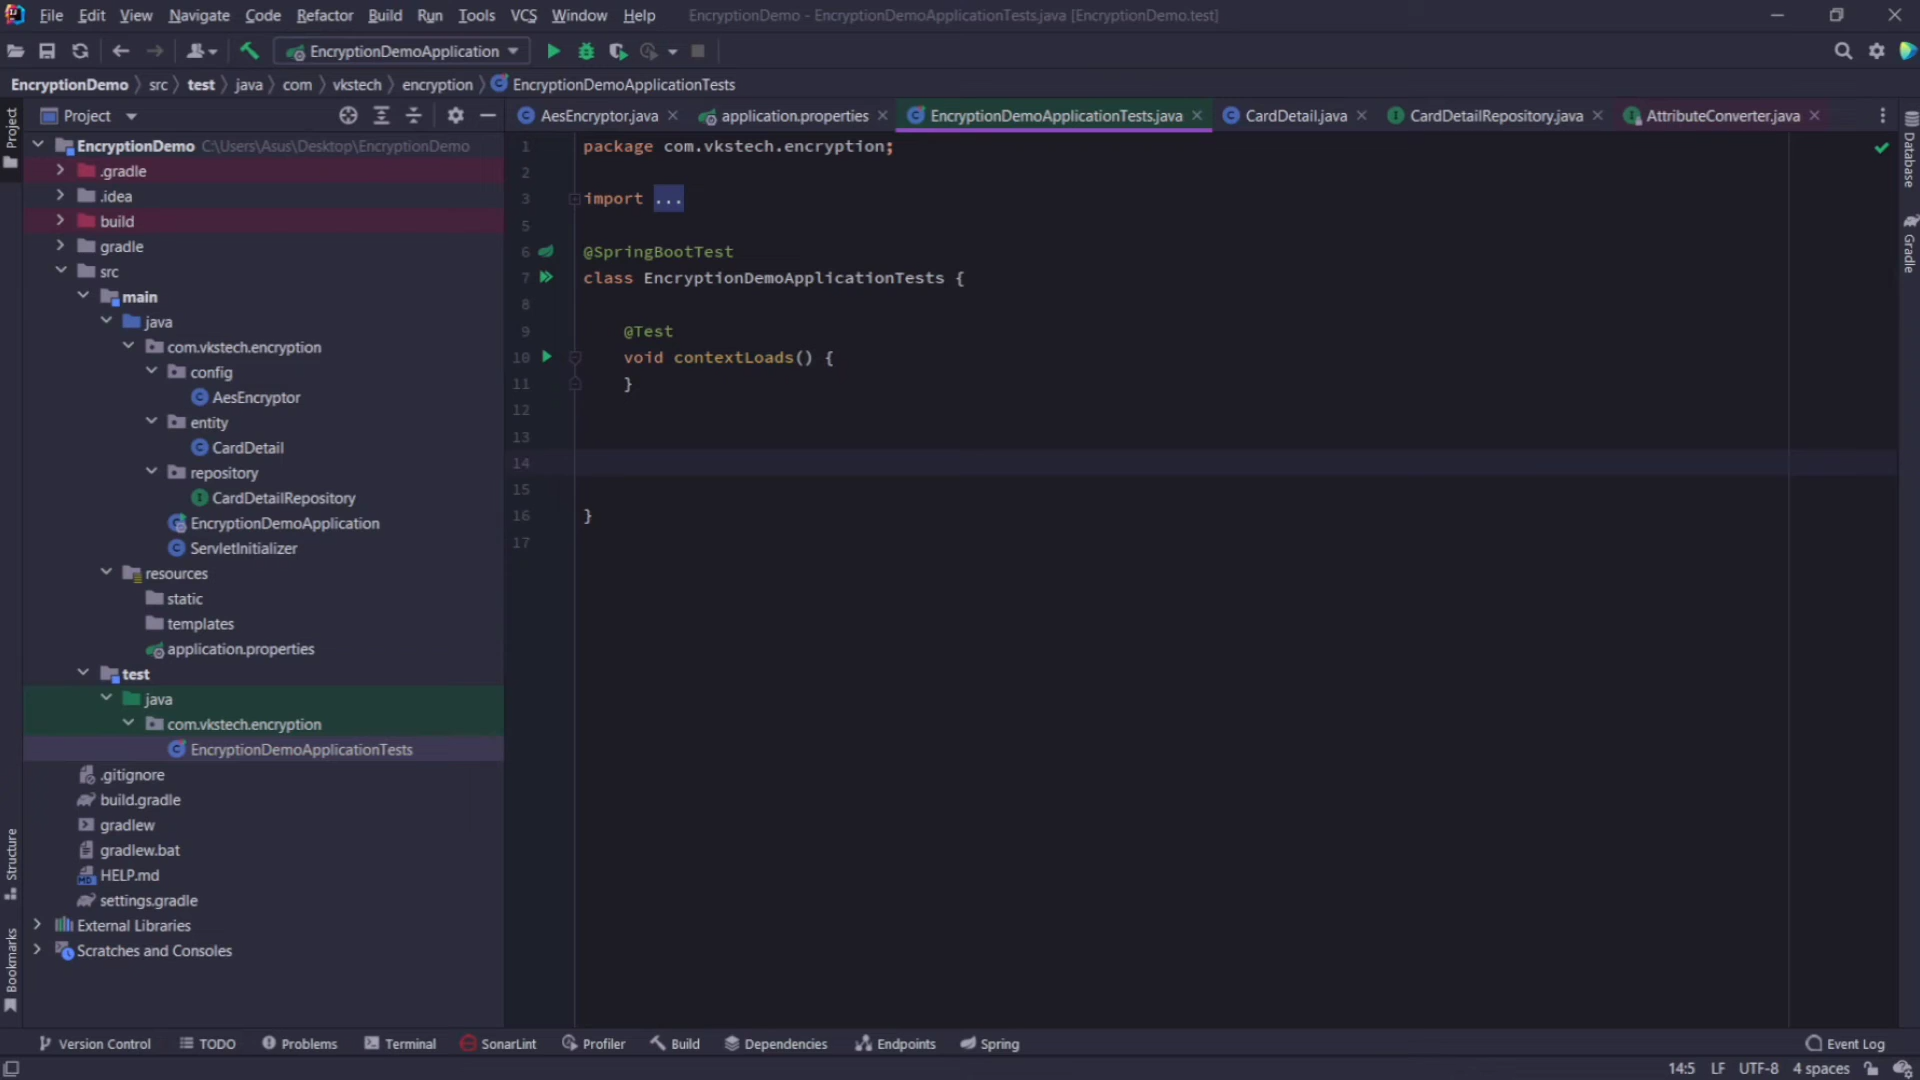 File Edit View Navigate Code Refactor Build Run Tools VCS Window Help EncryptionDemo - EncryptionDemoApplicationTests.java [EncryptionDemo.test]
EncryptionDemoApplication
EncryptionDemo src test java com vkstech encryption EncryptionDemoApplicationTests
Project
AesEncryptor.java application.properties EncryptionDemoApplicationTests.java CardDetail.java CardDetailRepository.java AttributeConverter.java
Project
EncryptionDemo C:\Users\Asus\Desktop\EncryptionDemo
.gradle
.idea
build
gradle
src
main
java
com.vkstech.encryption
config
AesEncryptor
entity
CardDetail
repository
CardDetailRepository
EncryptionDemoApplication
ServletInitializer
resources
static
templates
application.properties
test
java
com.vkstech.encryption
EncryptionDemoApplicationTests
.gitignore
build.gradle
gradlew
gradlew.bat
HELP.md
settings.gradle
External Libraries
Scratches and Consoles
Structure
Bookmarks
1 package com.vkstech.encryption;
2
3 import ...
5
6 @SpringBootTest
7 class EncryptionDemoApplicationTests {
8
9 @Test
10 void contextLoads() {
11 }
12
13
14
15
16 }
17
Database
Gradle
Version Control TODO Problems Terminal SonarLint Profiler Build Dependencies Endpoints Spring Event Log
14:5 LF UTF-8 4 spaces